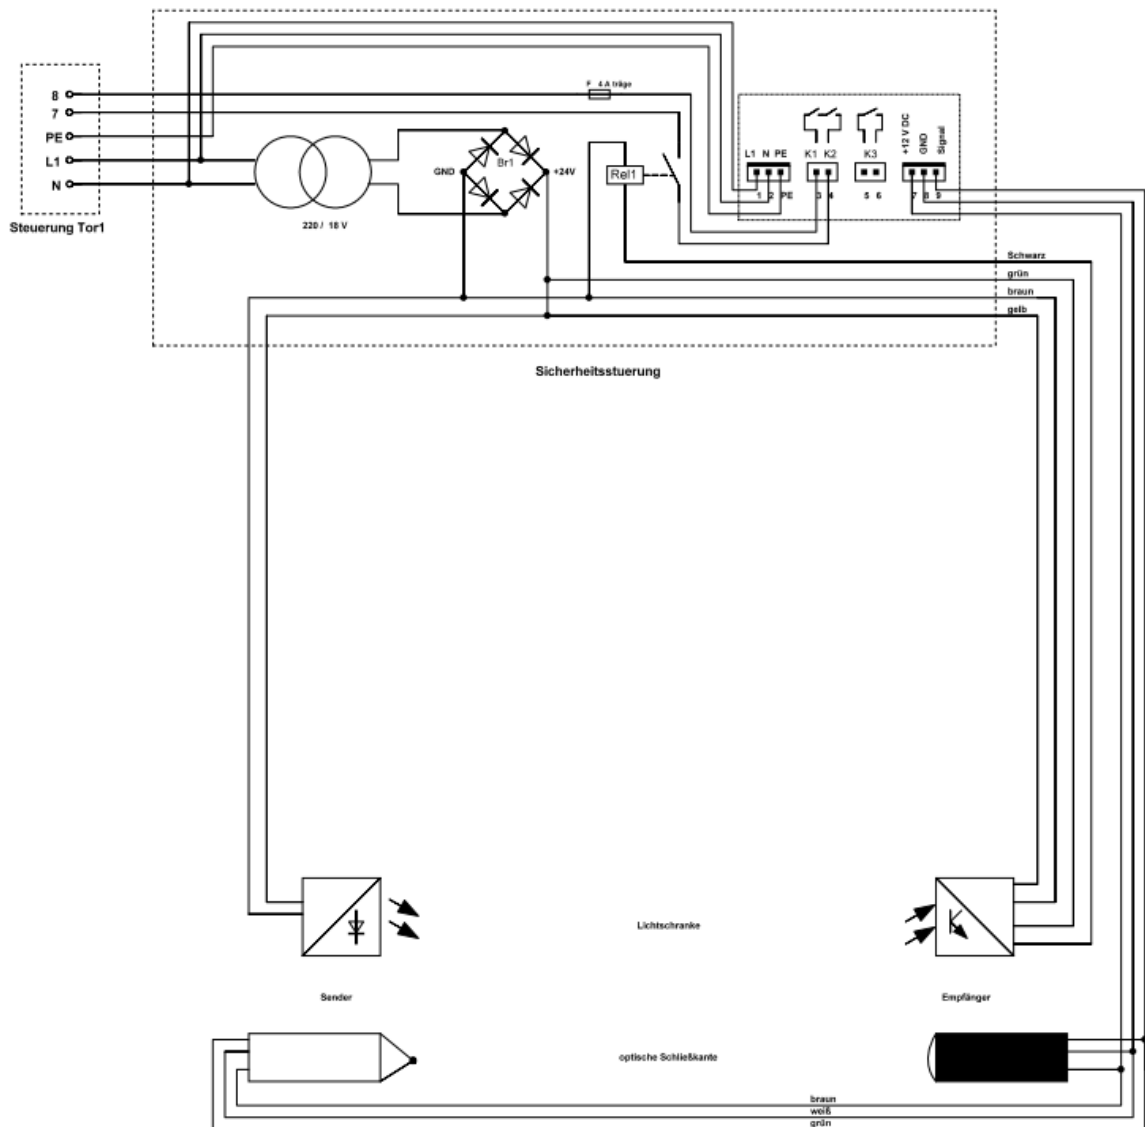 F 4 A träge
8
7
PE
L1
N
Steuerung Tor1
220 / 18 V
GND
Br1
+24V
Rel1
L1 N PE
K1 K2
K3
+12 V DC
GND
Signal
1 2 PE
3 4
5 6
7 8 9
Schwarz
grün
braun
gelb
Sicherheitsstuerung
Lichtschranke
Sender
Empfänger
optische Schließkante
braun
weiß
grün